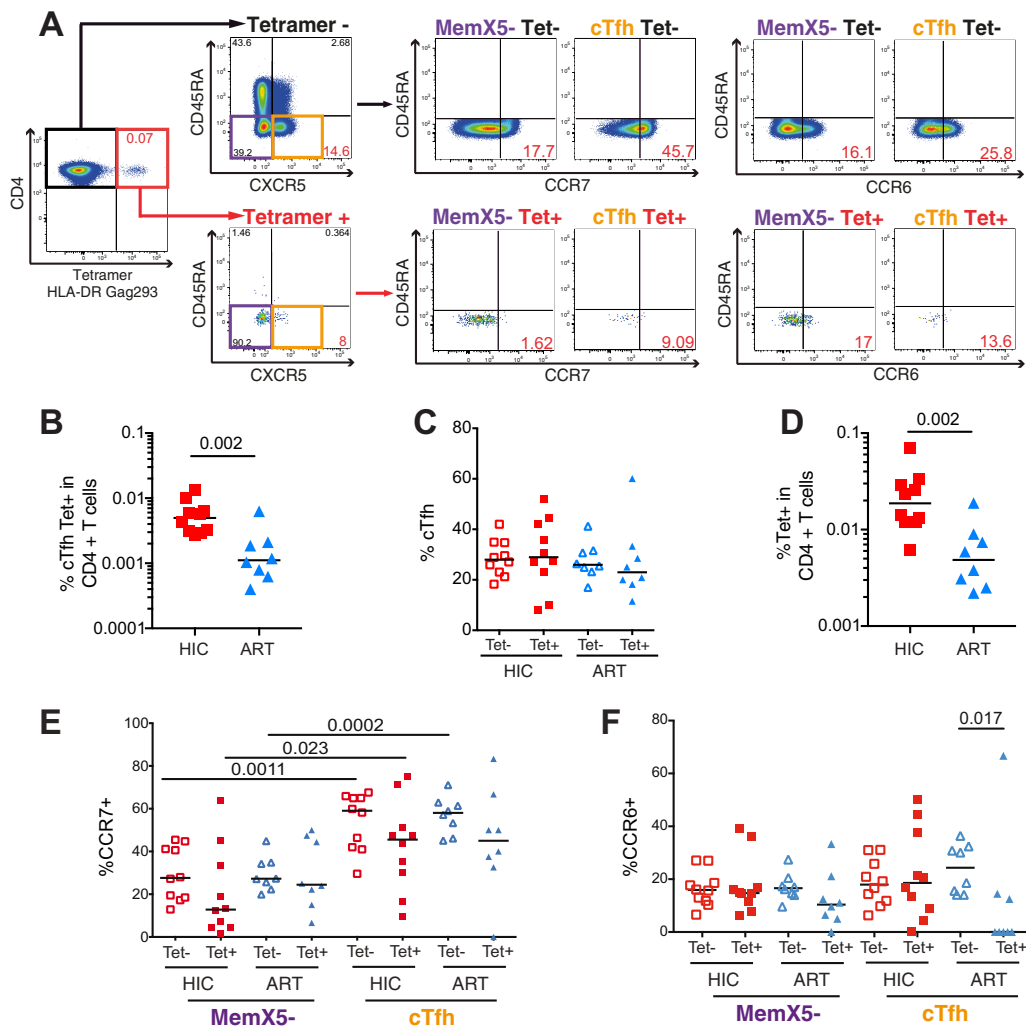 A
Tetramer -
MemX5- Tet-
cTfh Tet-
MemX5- Tet-
cTfh Tet-
43.6
2.68
39.2
14.6
17.7
45.7
16.1
25.8
0.07
CD4
CD45RA
CD45RA
CD45RA
CXCR5
CCR7
CCR6
Tetramer
HLA-DR Gag293
Tetramer +
MemX5- Tet+
cTfh Tet+
MemX5- Tet+
cTfh Tet+
1.46
0.364
90.2
8
1.62
9.09
17
13.6
CD45RA
CD45RA
CD45RA
CXCR5
CCR7
CCR6
B
0.002
% cTfh Tet+ in
CD4 + T cells
0.1
0.01
0.001
0.0001
HIC
ART
C
% cTfh
80
60
40
20
0
Tet-
Tet+
Tet-
Tet+
HIC
ART
D
0.002
%Tet+ in
CD4 + T cells
0.1
0.01
0.001
HIC
ART
E
%CCR7+
100
80
60
40
20
0
0.0002
0.023
0.0011
Tet-
Tet+
Tet-
Tet+
Tet-
Tet+
Tet-
Tet+
HIC
ART
HIC
ART
MemX5-
cTfh
F
%CCR6+
80
60
40
20
0
0.017
Tet-
Tet+
Tet-
Tet+
Tet-
Tet+
Tet-
Tet+
HIC
ART
HIC
ART
MemX5-
cTfh